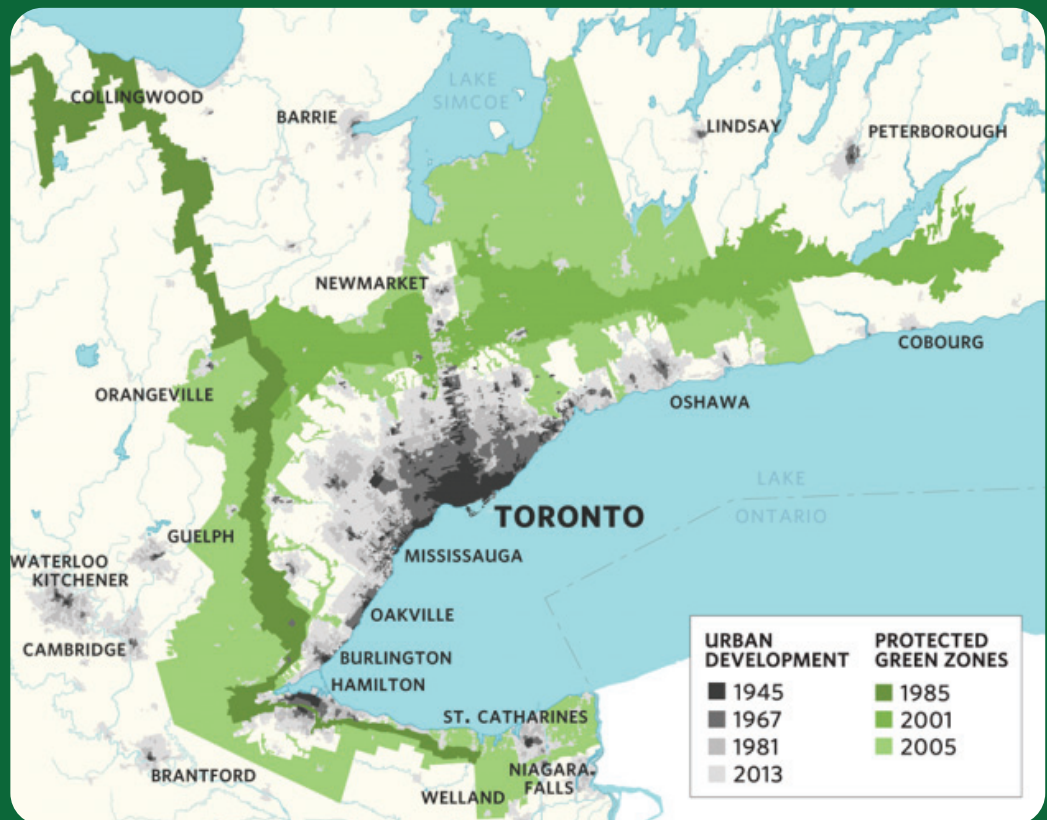 COLLINGWOOD
BARRIE
LAKE
SIMCOE
LINDSAY
PETERBOROUGH
NEWMARKET
COBOURG
ORANGEVILLE
OSHAWA
LAKE
ONTARIO
TORONTO
GUELPH
MISSISSAUGA
WATERLOO
KITCHENER
OAKVILLE
CAMBRIDGE
BURLINGTON
HAMILTON
ST. CATHARINES
BRANTFORD
NIAGARA
FALLS
WELLAND
URBAN
DEVELOPMENT
1945
1967
1981
2013
PROTECTED
GREEN ZONES
1985
2001
2005